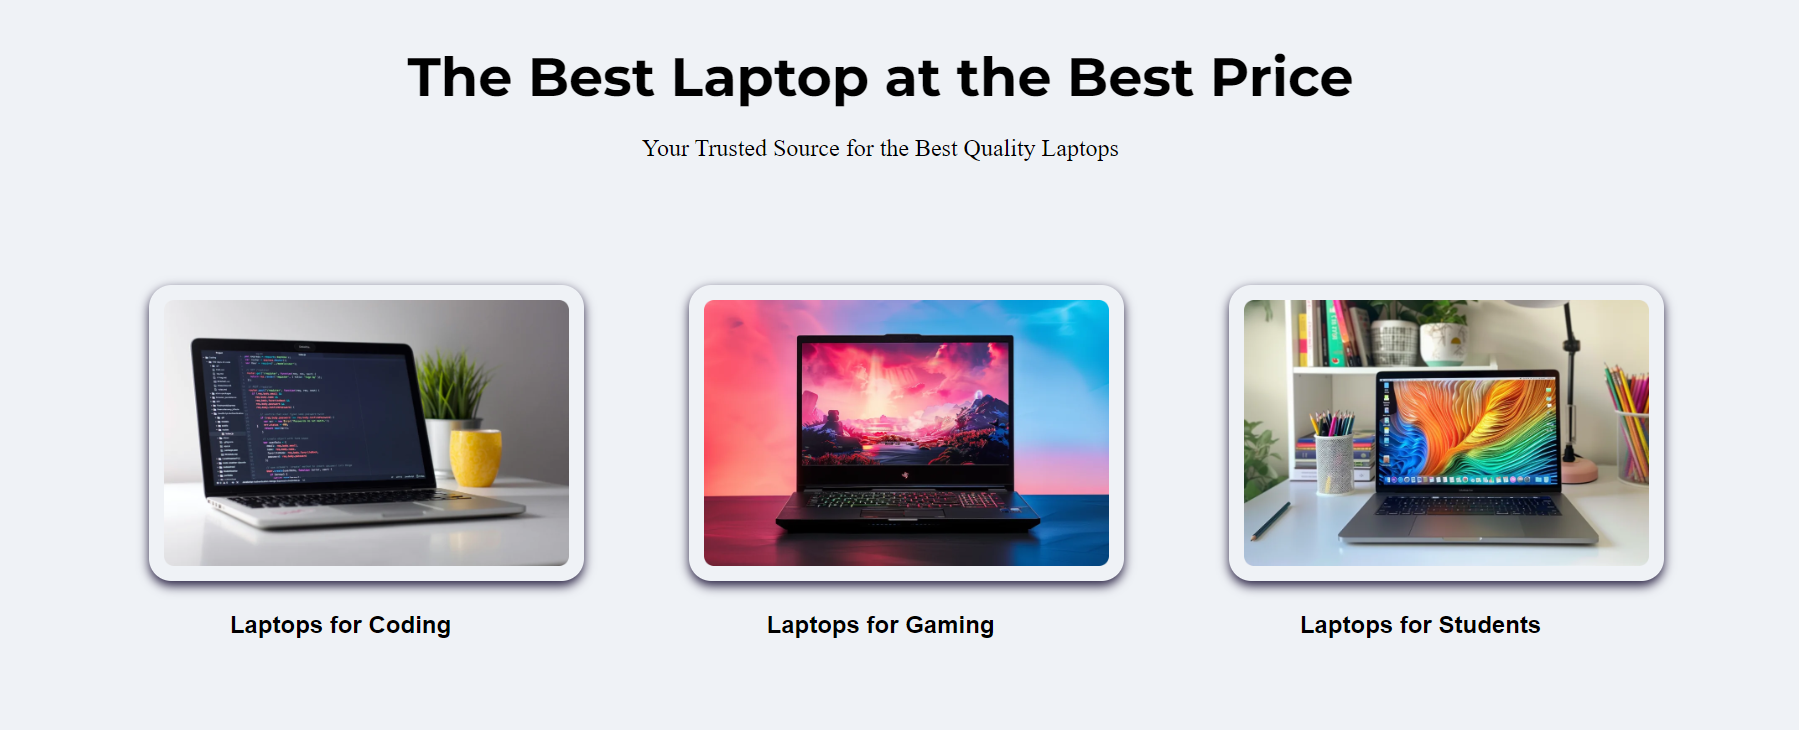 The Best Laptop at the Best Price
Your Trusted Source for the Best Quality Laptops
Laptops for Coding
Laptops for Gaming
Laptops for Students